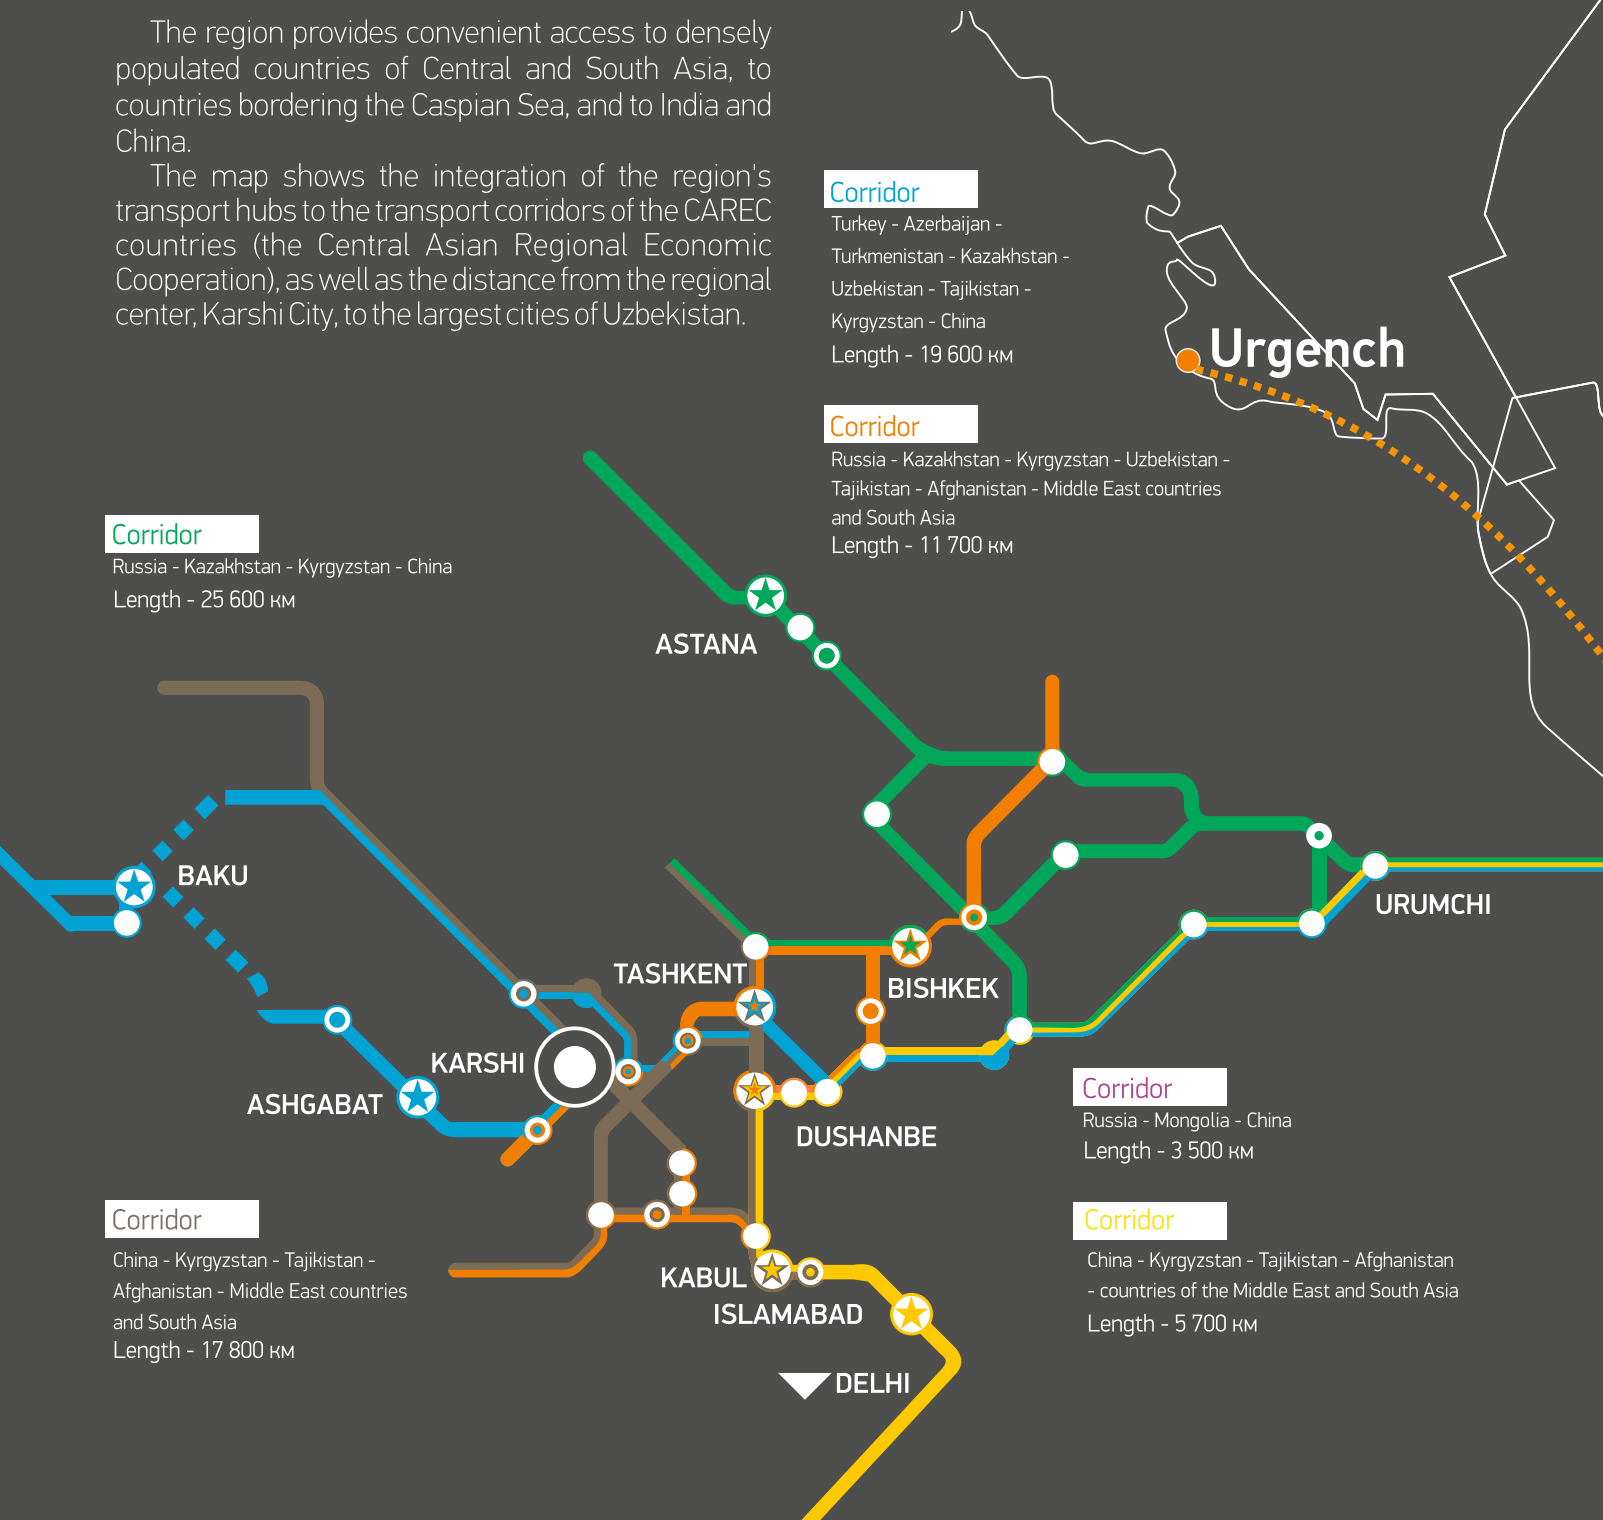 The region provides convenient access to densely
populated countries of Central and South Asia, to
countries bordering the Caspian Sea, and to India and
China.
The map shows the integration of the region's
transport hubs to the transport corridors of the CAREC
countries (the Central Asian Regional Economic
Cooperation), as well as the distance from the regional
center, Karshi City, to the largest cities of Uzbekistan.
Corridor
Turkey - Azerbaijan -
Turkmenistan - Kazakhstan -
Uzbekistan - Tajikistan -
Kyrgyzstan - China
Length - 19 600 км
Urgench
Corridor
Russia - Kazakhstan - Kyrgyzstan - Uzbekistan -
Tajikistan - Afghanistan - Middle East countries
and South Asia
Length - 11 700 км
Corridor
Russia - Kazakhstan - Kyrgyzstan - China
Length - 25 600 км
ASTANA
BAKU
URUMCHI
TASHKENT
BISHKEK
KARSHI
ASHGABAT
DUSHANBE
Corridor
Russia - Mongolia - China
Length - 3 500 км
Corridor
China - Kyrgyzstan - Tajikistan -
Afghanistan - Middle East countries
and South Asia
Length - 17 800 км
KABUL
ISLAMABAD
DELHI
Corridor
China - Kyrgyzstan - Tajikistan - Afghanistan
- countries of the Middle East and South Asia
Length - 5 700 км